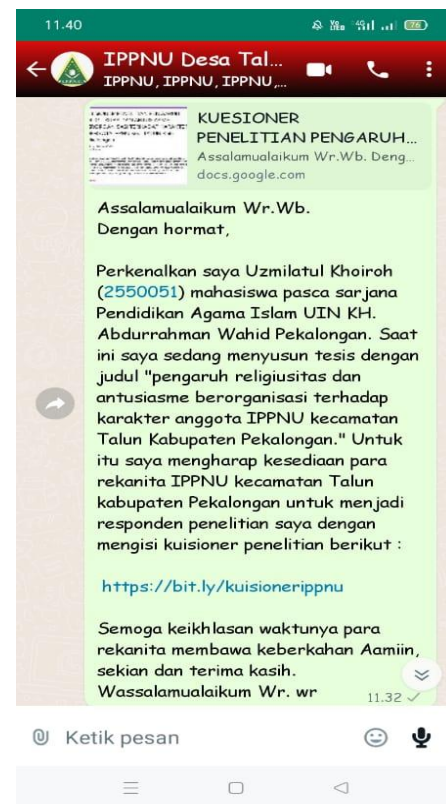 11.40
76
IPPNU Desa Tal...
IPPNU, IPPNU, IPPNU,...
KUESIONER
PENELITIAN PENGARUH...
Assalamualaikum Wr.Wb. Deng...
docs.google.com
Assalamualaikum Wr.Wb.
Dengan hormat,
Perkenalkan saya Uzmilatul Khoiroh
(2550051) mahasiswa pasca sarjana
Pendidikan Agama Islam UIN KH.
Abdurrahman Wahid Pekalongan. Saat
ini saya sedang menyusun tesis dengan
judul "pengaruh religiusitas dan
antusiasme berorganisasi terhadap
karakter anggota IPPNU kecamatan
Talun Kabupaten Pekalongan." Untuk
itu saya mengharap kesediaan para
rekanita IPPNU kecamatan Talun
kabupaten Pekalongan untuk menjadi
responden penelitian saya dengan
mengisi kuisioner penelitian berikut :
https://bit.ly/kuisionerippnu
Semoga keikhlasan waktunya para
rekanita membawa keberkahan Aamiin,
sekian dan terima kasih.
Wassalamualaikum Wr. wr
11.32
Ketik pesan